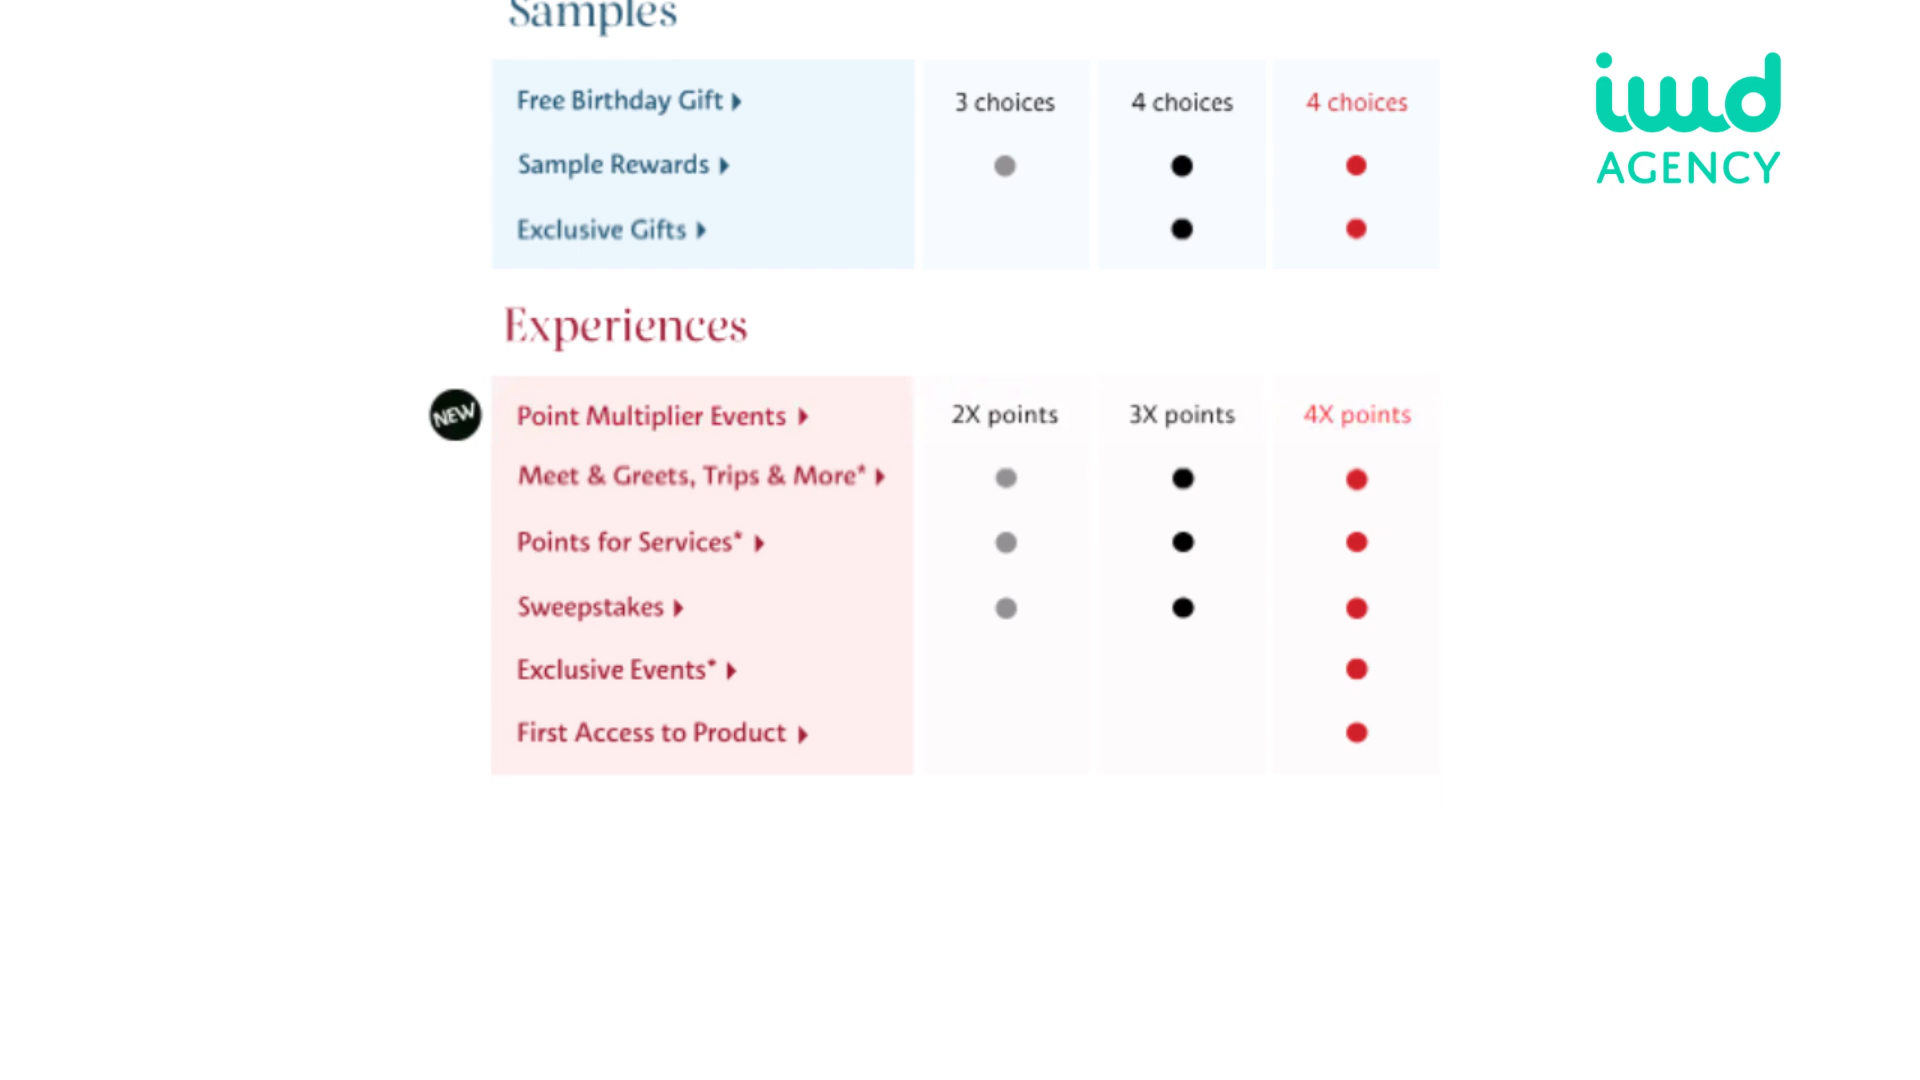 Samples
Free Birthday Gift 3 choices 4 choices 4 choices
Sample Rewards
Exclusive Gifts
Experiences
NEW Point Multiplier Events 2X points 3X points 4X points
Meet & Greets, Trips & More*
Points for Services*
Sweepstakes
Exclusive Events*
First Access to Product
iwd
AGENCY